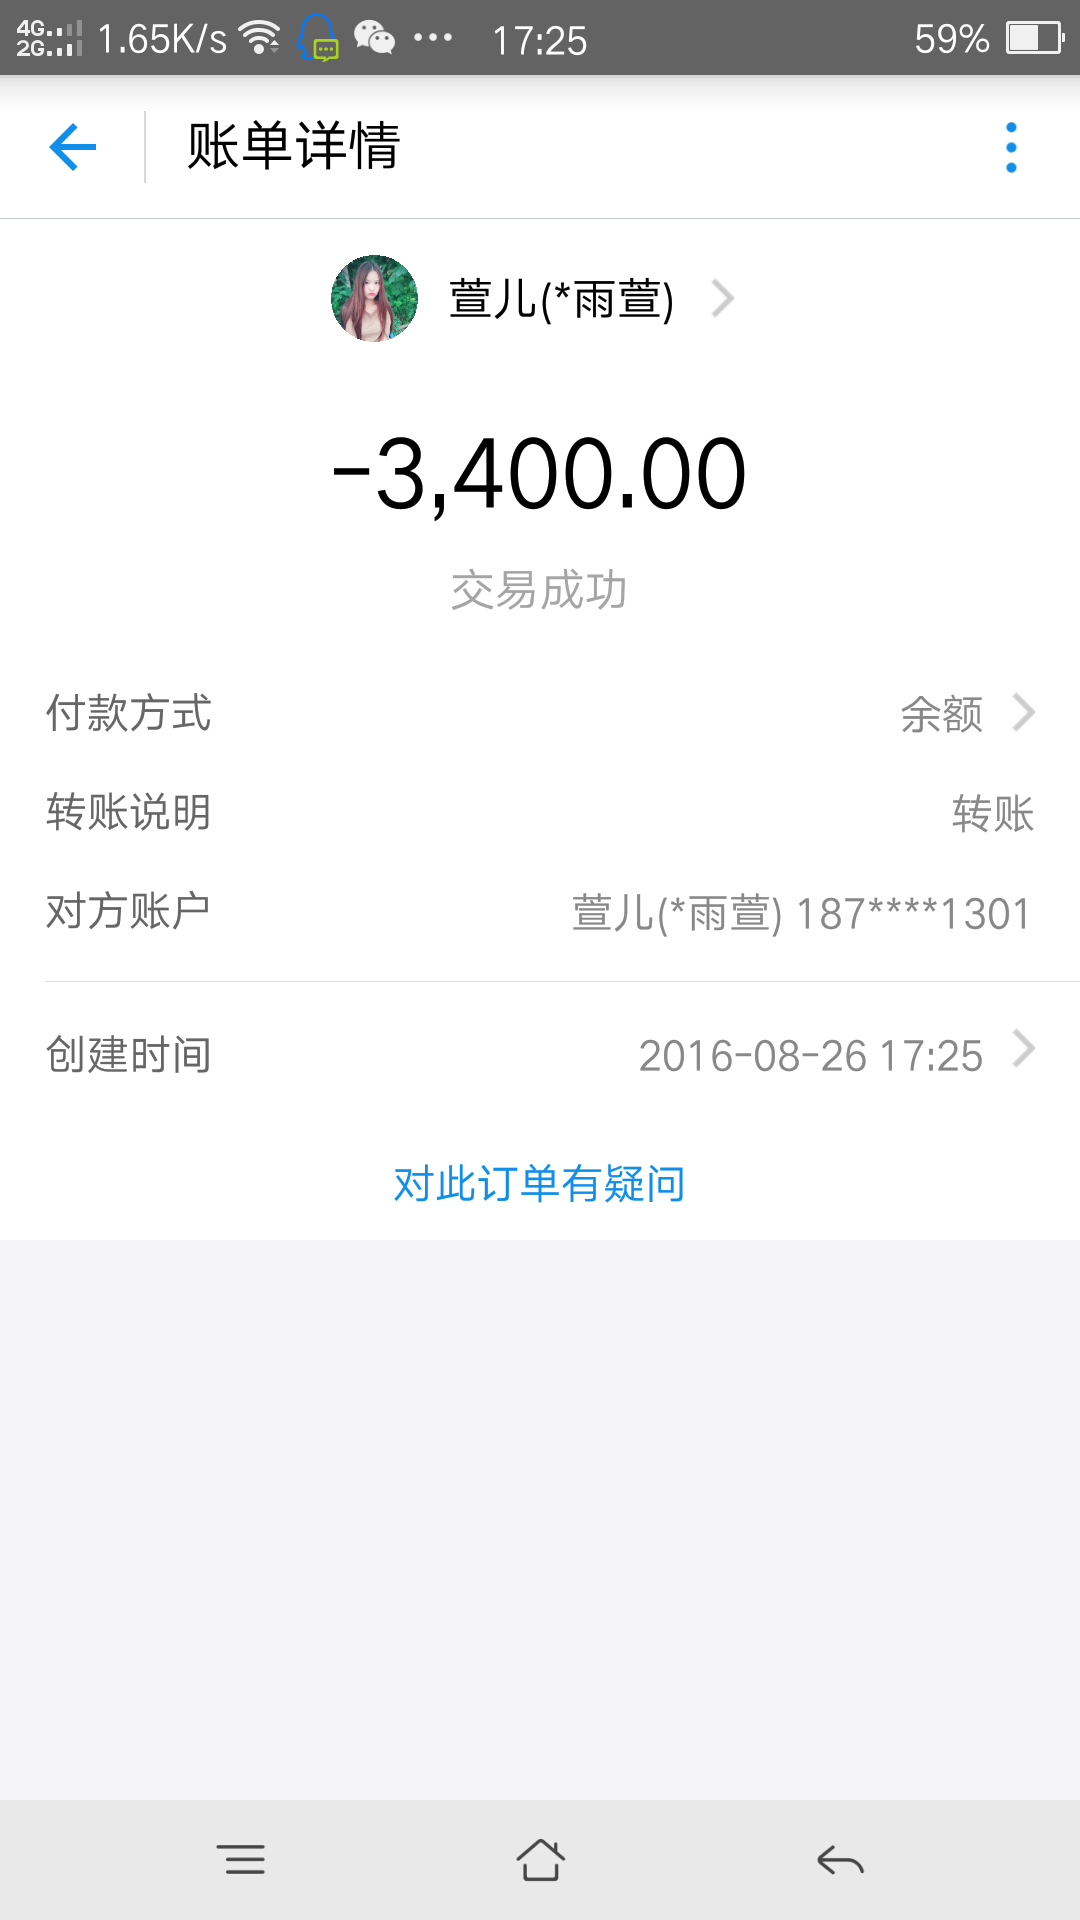 4G 1.65K/s 17:25 59%
2G
账单详情
萱儿(*雨萱)
-3,400.00
交易成功
付款方式 余额
转账说明 转账
对方账户 萱儿(*雨萱) 187****1301
创建时间 2016-08-26 17:25
对此订单有疑问